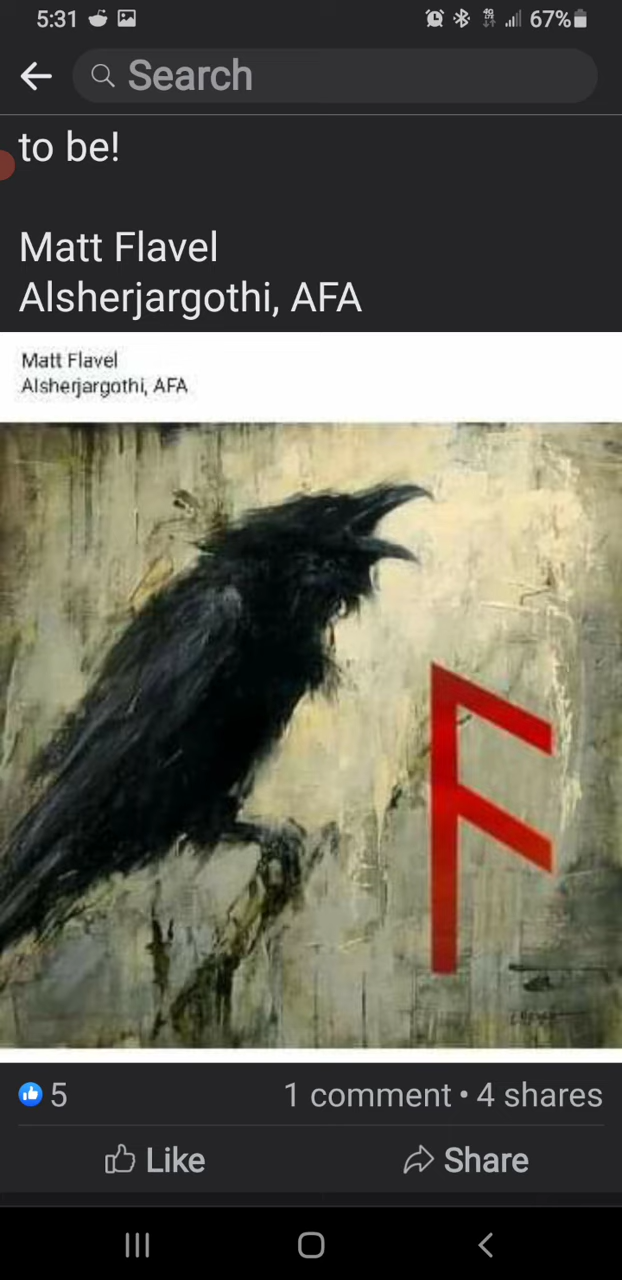 5:31 67%
Search
to be!
Matt Flavel
Alsherjargothi, AFA
Matt Flavel
Alsherjargothi, AFA
5 1 comment • 4 shares
Like Share